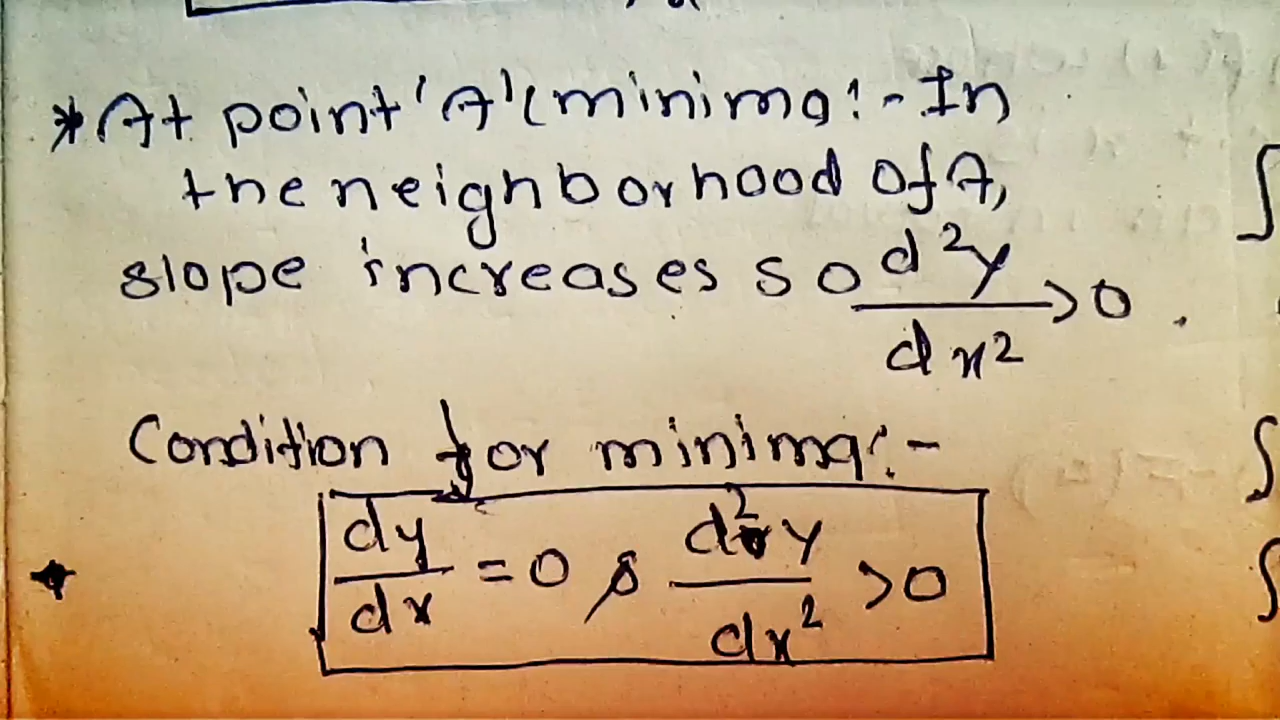 * At point 'A' (minima :- In
the neighborhood of A,
slope increases so d²y/dx² >0 .
Condition for minima :-
dy/dx = 0 & d²y/dx² >0